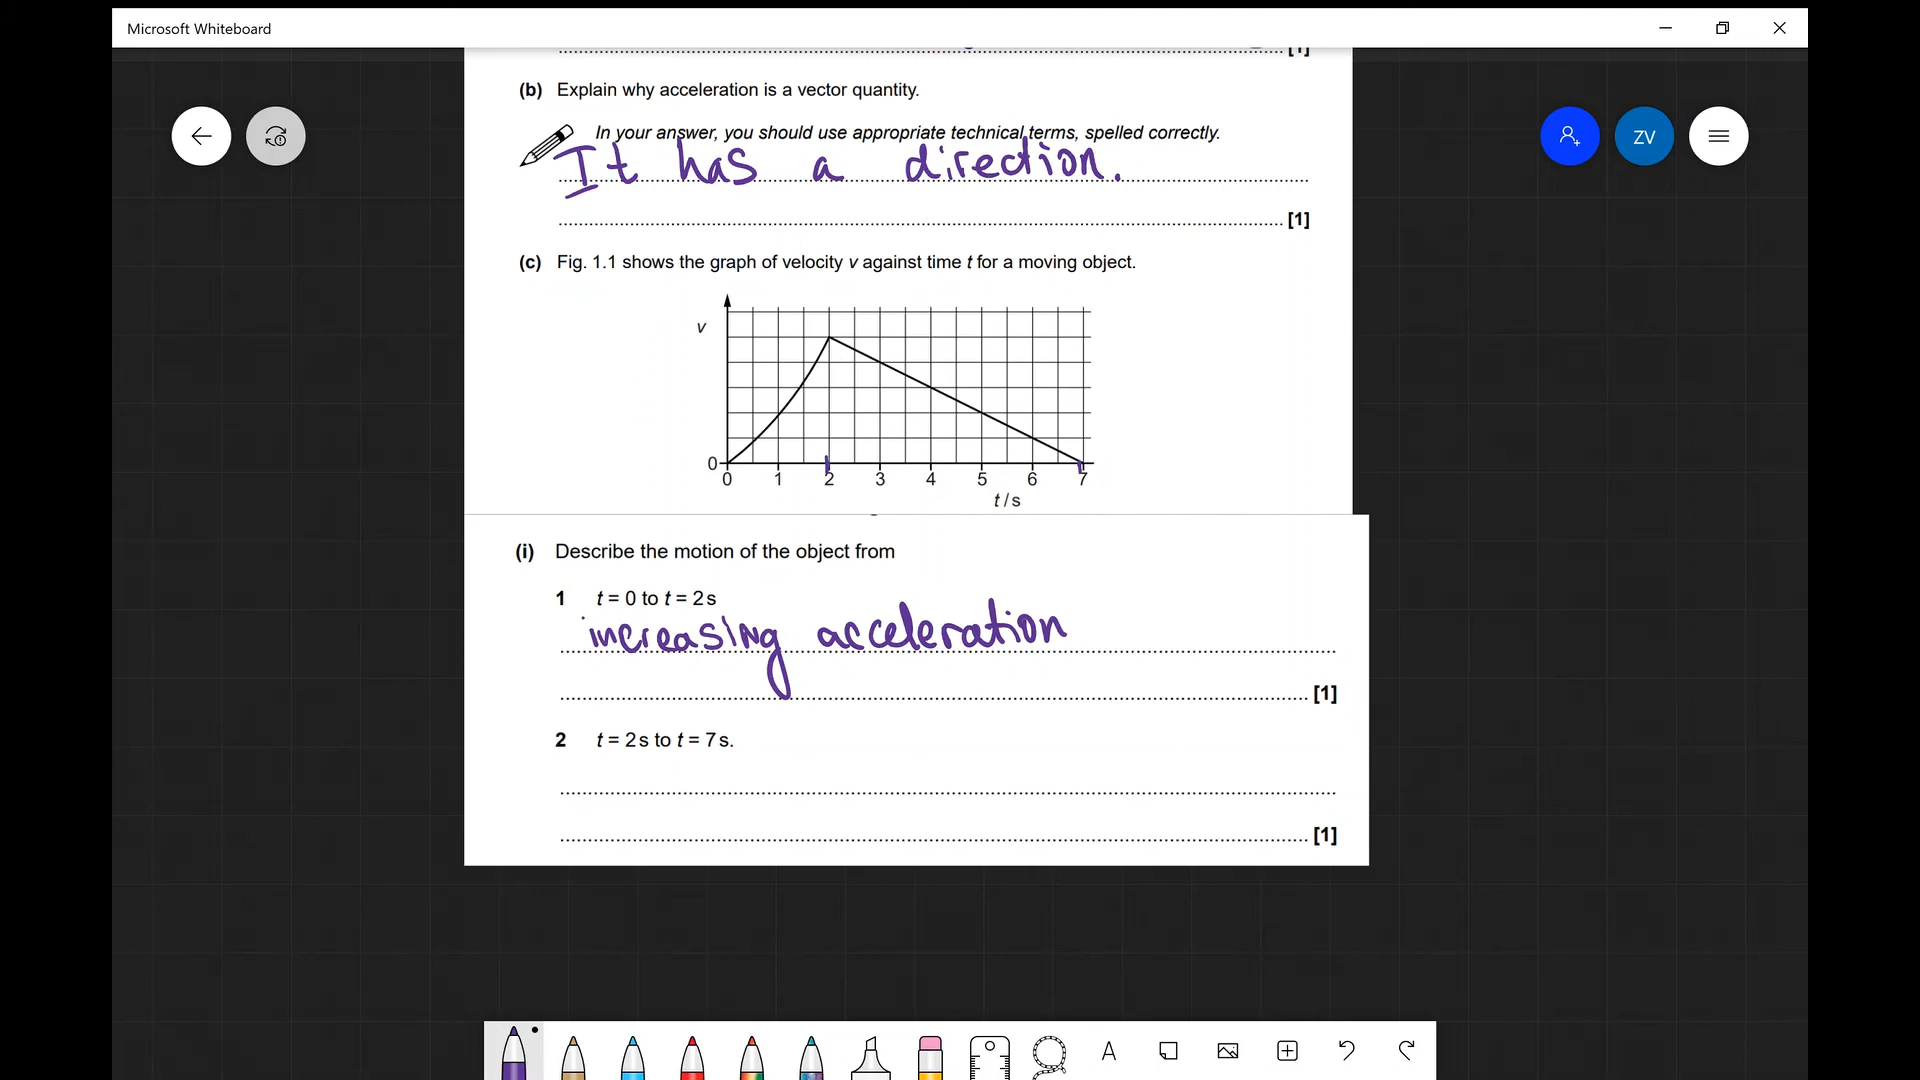 Microsoft Whiteboard
[1]
(b) Explain why acceleration is a vector quantity.
In your answer, you should use appropriate technical terms, spelled correctly.
It has a direction.
[1]
(c) Fig. 1.1 shows the graph of velocity v against time t for a moving object.
v
0
0 1 2 3 4 5 6 7
t / s
(i) Describe the motion of the object from
1 t = 0 to t = 2 s
increasing acceleration
[1]
2 t = 2 s to t = 7 s.
[1]
ZV
A